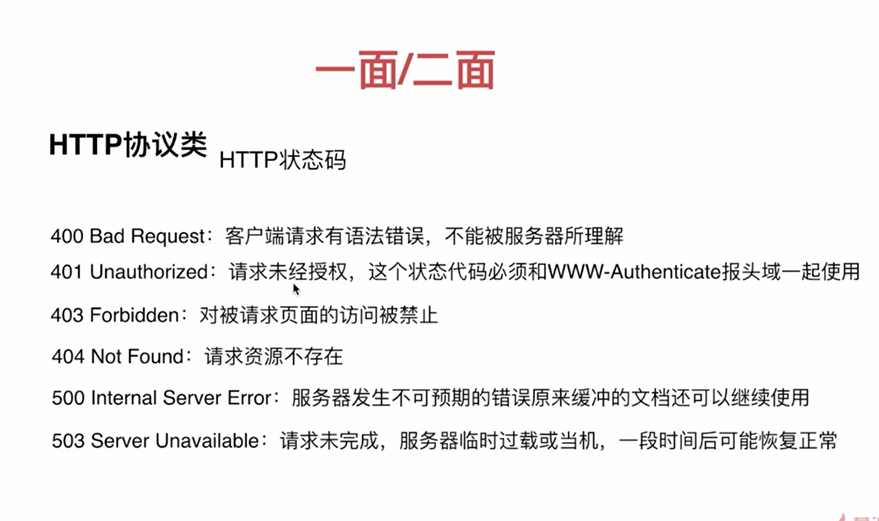 一面/二面
HTTP协议类
HTTP状态码
400 Bad Request：客户端请求有语法错误，不能被服务器所理解
401 Unauthorized：请求未经授权，这个状态代码必须和WWW-Authenticate报头域一起使用
403 Forbidden：对被请求页面的访问被禁止
404 Not Found：请求资源不存在
500 Internal Server Error：服务器发生不可预期的错误原来缓冲的文档还可以继续使用
503 Server Unavailable：请求未完成，服务器临时过载或当机，一段时间后可能恢复正常